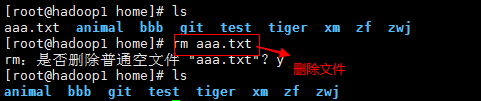 [root@hadoop1 home]# ls
aaa.txt  animal  bbb  git  test  tiger  xm  zf  zwj
[root@hadoop1 home]# rm aaa.txt
rm：是否删除普通空文件 "aaa.txt"？y
删除文件
[root@hadoop1 home]# ls
animal  bbb  git  test  tiger  xm  zf  zwj